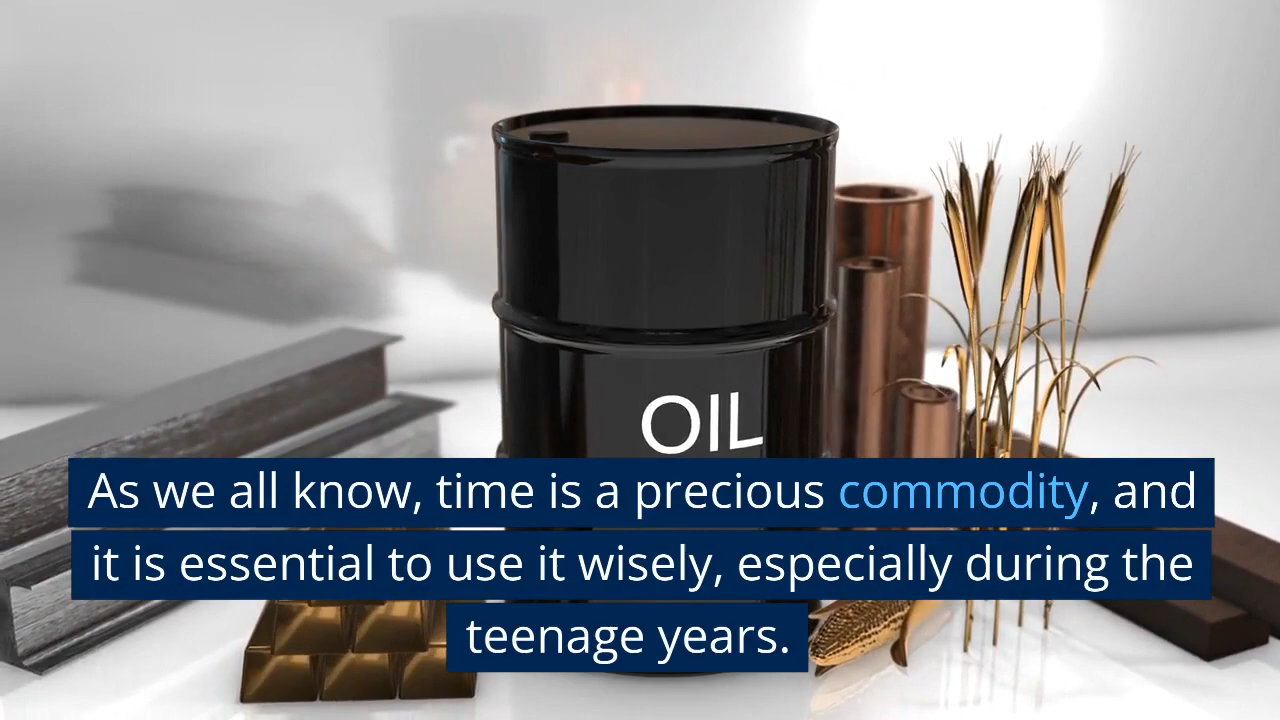 OIL
As we all know, time is a precious commodity, and
it is essential to use it wisely, especially during the
teenage years.